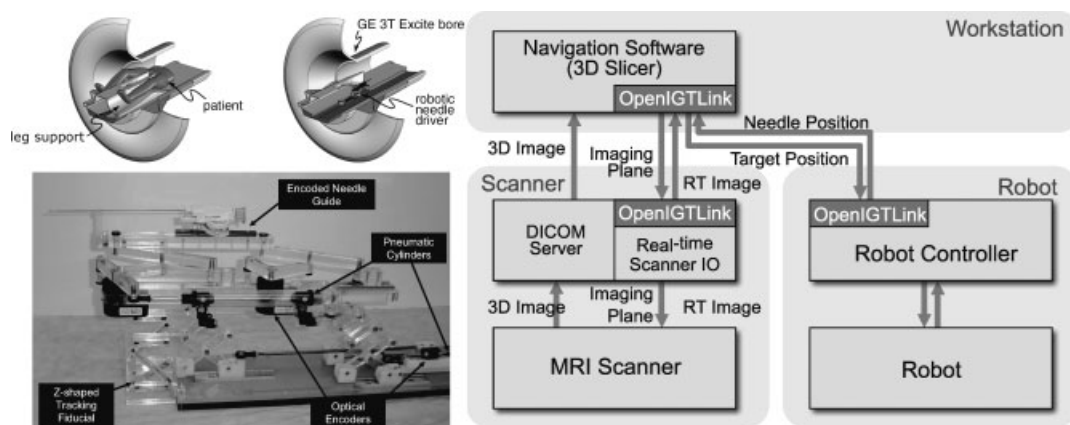 GE 3T Excite bore
patient
leg support
robotic
needle
driver
Encoded Needle
Guide
Pneumatic
Cylinders
Z-shaped
Tracking
Fiducial
Optical
Encoders
Workstation
Navigation Software
(3D Slicer)
OpenIGTLink
3D Image
Imaging
Plane
RT Image
Needle Position
Target Position
Scanner
DICOM
Server
OpenIGTLink
Real-time
Scanner IO
3D Image
Imaging
Plane
RT Image
MRI Scanner
Robot
OpenIGTLink
Robot Controller
Robot